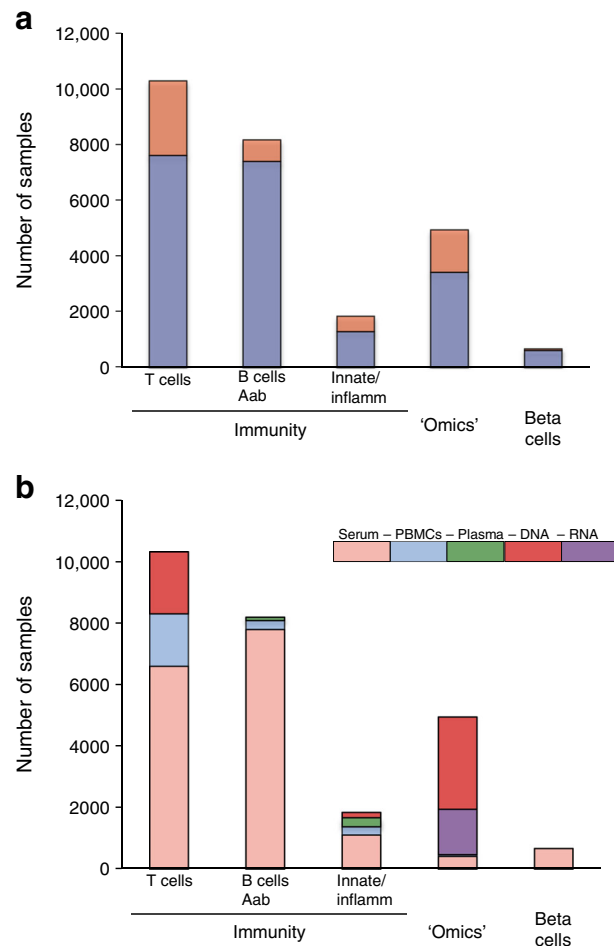 a
12,000
10,000
8000
6000
4000
2000
0
Number of samples
T cells
B cells
Aab
Innate/
inflamm
Immunity
‘Omics’
Beta
cells
b
12,000
10,000
8000
6000
4000
2000
0
Number of samples
Serum – PBMCs – Plasma – DNA – RNA
T cells
B cells
Aab
Innate/
inflamm
Immunity
‘Omics’
Beta
cells